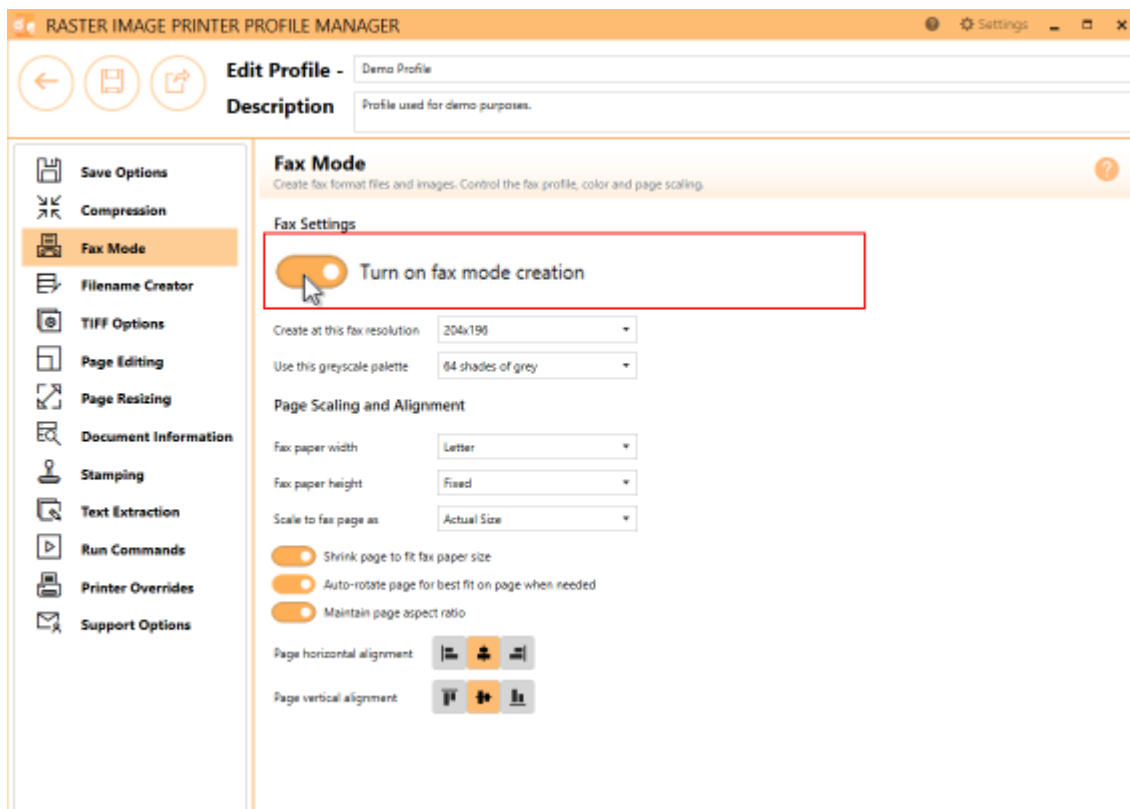 RASTER IMAGE PRINTER PROFILE MANAGER
Settings
Edit Profile - Demo Profile
Description Profile used for demo purposes.
Save Options
Compression
Fax Mode
Filename Creator
TIFF Options
Page Editing
Page Resizing
Document Information
Stamping
Text Extraction
Run Commands
Printer Overrides
Support Options
Fax Mode
Create fax format files and images. Control the fax profile, color and page scaling.
Fax Settings
Turn on fax mode creation
Create at this fax resolution 204x196
Use this greyscale palette 64 shades of grey
Page Scaling and Alignment
Fax paper width Letter
Fax paper height Fixed
Scale to fax page as Actual Size
Shrink page to fit fax paper size
Auto-rotate page for best fit on page when needed
Maintain page aspect ratio
Page horizontal alignment
Page vertical alignment